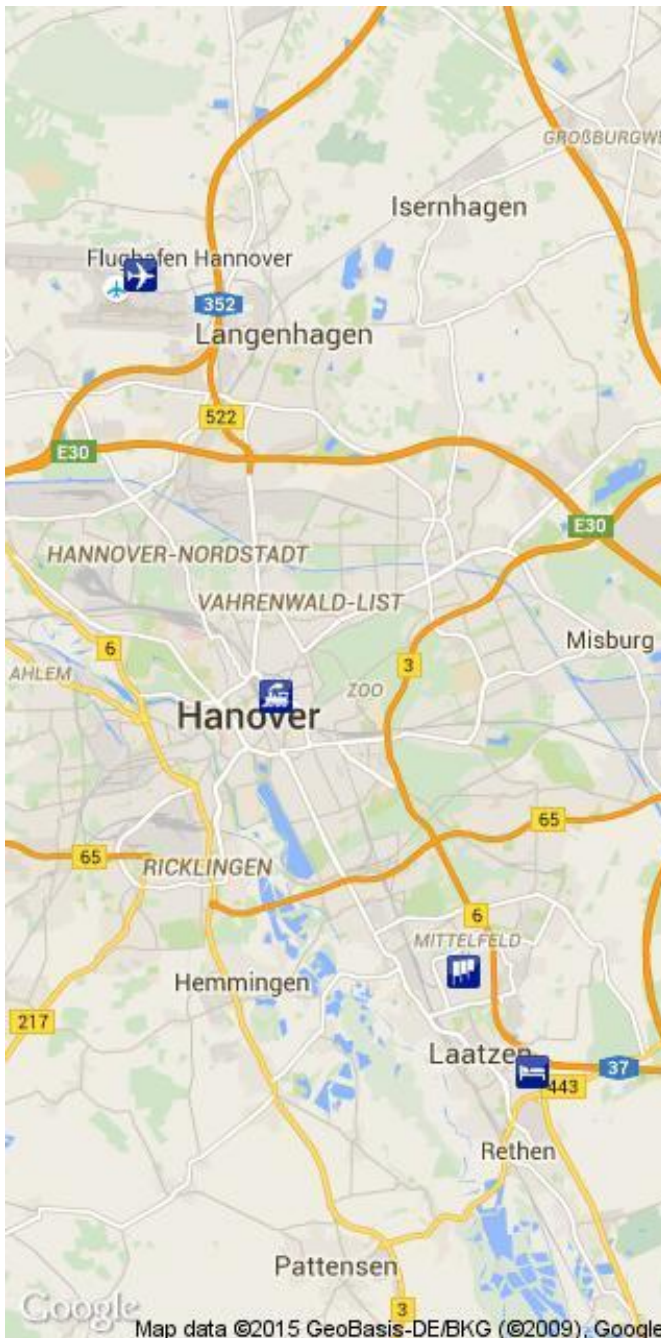 GROßBURGWE
Isernhagen
Flughafen Hannover
352
Langenhagen
522
E30
E30
HANNOVER-NORDSTADT
VAHRENWALD-LIST
6
3
Misburg
AHLEM
ZOO
Hanover
65
65
RICKLINGEN
6
MITTELFELD
Hemmingen
217
Laatzen
37
443
Rethen
Pattensen
3
Google
Map data ©2015 GeoBasis-DE/BKG (©2009), Google